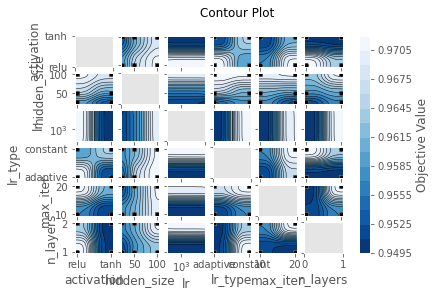 Contour Plot
activation
tanh
relu
hidden_size
100
50
lr
10³
lr_type
constant
adaptive
max_iter
20
10
n_layers
2
1
relu tanh 50 100 10³ adaptive constant 10 20 1
activation hidden_size lr lr_type max_iter n_layers
0.9705
0.9675
0.9645
0.9615
0.9585
0.9555
0.9525
0.9495
Objective Value